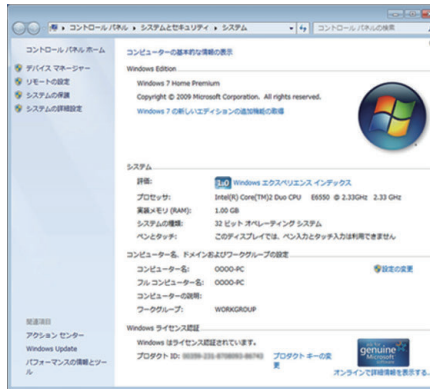 コントロール パネル ▸ システムとセキュリティ ▸ システム
コントロール パネルの検索
コントロール パネル ホーム
デバイス マネージャー
リモートの設定
システムの保護
システムの詳細設定
コンピューターの基本的な情報の表示
Windows Edition
Windows 7 Home Premium
Copyright © 2009 Microsoft Corporation. All rights reserved.
Windows 7 の新しいエディションの追加機能の取得
システム
評価: Windows エクスペリエンス インデックス
プロセッサ: Intel(R) Core(TM)2 Duo CPU E6550 @ 2.33GHz 2.33 GHz
実装メモリ (RAM): 1.00 GB
システムの種類: 32 ビット オペレーティング システム
ペンとタッチ: このディスプレイでは、ペン入力とタッチ入力は利用できません
コンピューター名、ドメインおよびワークグループの設定
コンピューター名: OOOO-PC
設定の変更
フル コンピューター名: OOOO-PC
コンピューターの説明:
ワークグループ: WORKGROUP
Windows ライセンス認証
Windows はライセンス認証されています。
プロダクト ID:
プロダクト キーの変更
genuine
オンラインで詳細情報を表示する...
関連項目
アクション センター
Windows Update
パフォーマンスの情報とツール